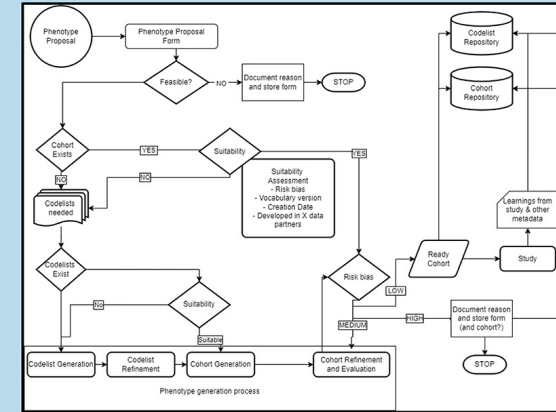 Phenotype
Proposal
Phenotype Proposal
Form
Feasible?
NO
Document reason
and store form
STOP
Codelist
Repository
Cohort
Repository
Cohort
Exists
YES
Suitability
YES
NO
NO
Suitability
Assessment
- Risk bias
- Vocabulary version
- Creation Date
- Developed in X data
partners
Codelists
needed
Learnings from
study & other
metadata
Codelists
Exist
Suitability
No
Suitable
Risk bias
Ready
Cohort
Study
LOW
MEDIUM
HIGH
Document reason
and store form
(and cohort?)
STOP
Codelist Generation
Codelist
Refinement
Cohort Generation
Cohort Refinement
and Evaluation
Phenotype generation process